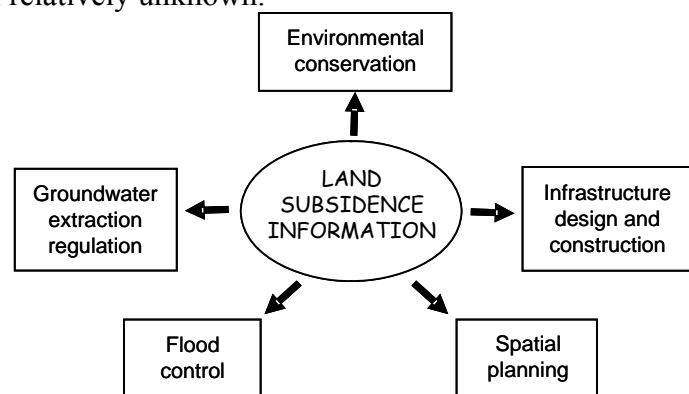 relatively unknown.
Environmental
conservation
LAND
SUBSIDENCE
INFORMATION
Groundwater
extraction
regulation
Infrastructure
design and
construction
Flood
control
Spatial
planning